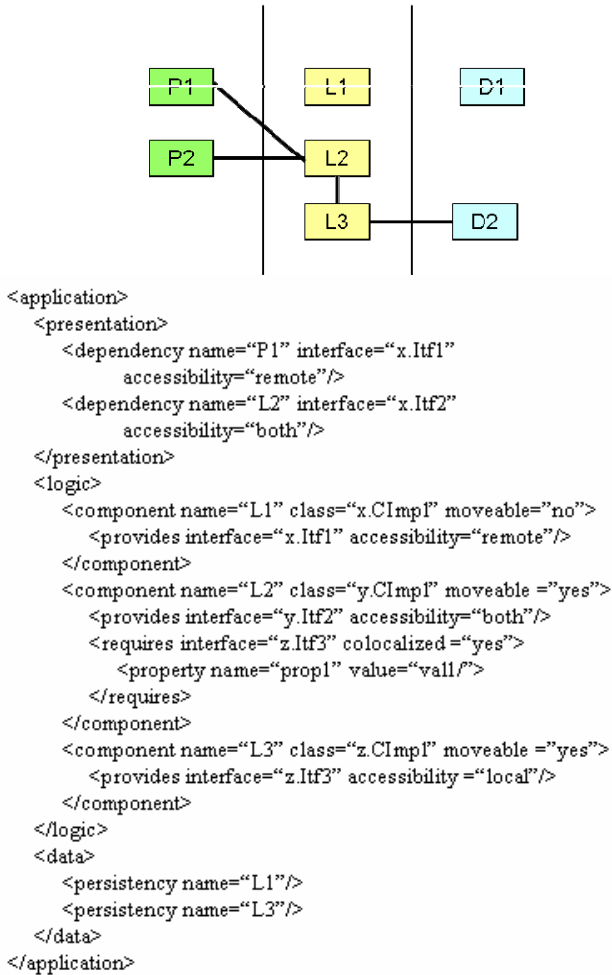 P1 L1 D1
P2 L2
L3 D2
<application>
<presentation>
<dependency name=“P1” interface=“x.Itf1”
accessibility=“remote”/>
<dependency name=“L2” interface=“x.Itf2”
accessibility=“both”/>
</presentation>
<logic>
<component name=“L1” class=“x.CImpl” moveable=”no”>
<provides interface=“x.Itf1” accessibility=“remote”/>
</component>
<component name=“L2” class=“y.CImpl” moveable =”yes”>
<provides interface=“y.Itf2” accessibility=“both”/>
<requires interface=“z.Itf3” colocalized =“yes”>
<property name=“prop1” value=“val1/”>
</requires>
</component>
<component name=“L3” class=“z.CImpl” moveable =”yes”>
<provides interface=“z.Itf3” accessibility =“local”/>
</component>
</logic>
<data>
<persistency name=“L1”/>
<persistency name=“L3”/>
</data>
</application>